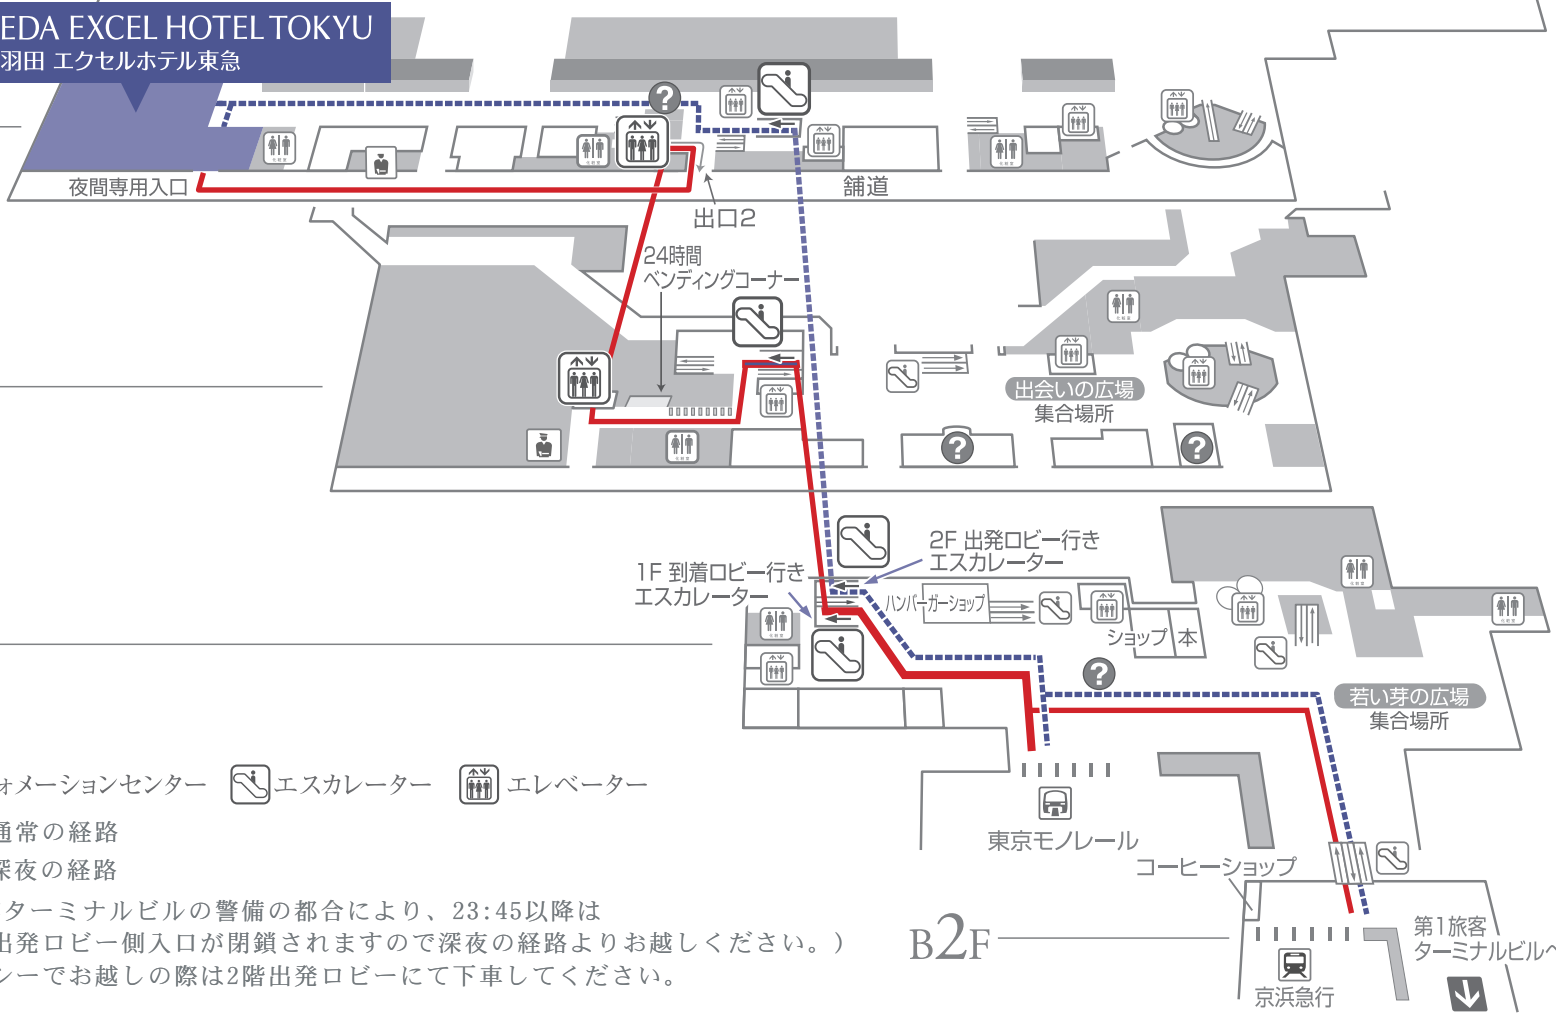 EDA EXCEL HOTEL TOKYU
羽田 エクセルホテル東急
夜間専用入口
舗道
出口2
24時間
ベンディングコーナー
出会いの広場
集合場所
2F 出発ロビー行き
エスカレーター
1F 到着ロビー行き
エスカレーター
ハンバーガーショップ
ショップ
本
若い芽の広場
集合場所
ォメーションセンター
エスカレーター
エレベーター
通常の経路
深夜の経路
東京モノレール
コーヒーショップ
ターミナルビルの警備の都合により、23:45以降は
出発ロビー側入口が閉鎖されますので深夜の経路よりお越しください。)
シーでお越しの際は2階出発ロビーにて下車してください。
B2F
第1旅客
ターミナルビルへ
京浜急行